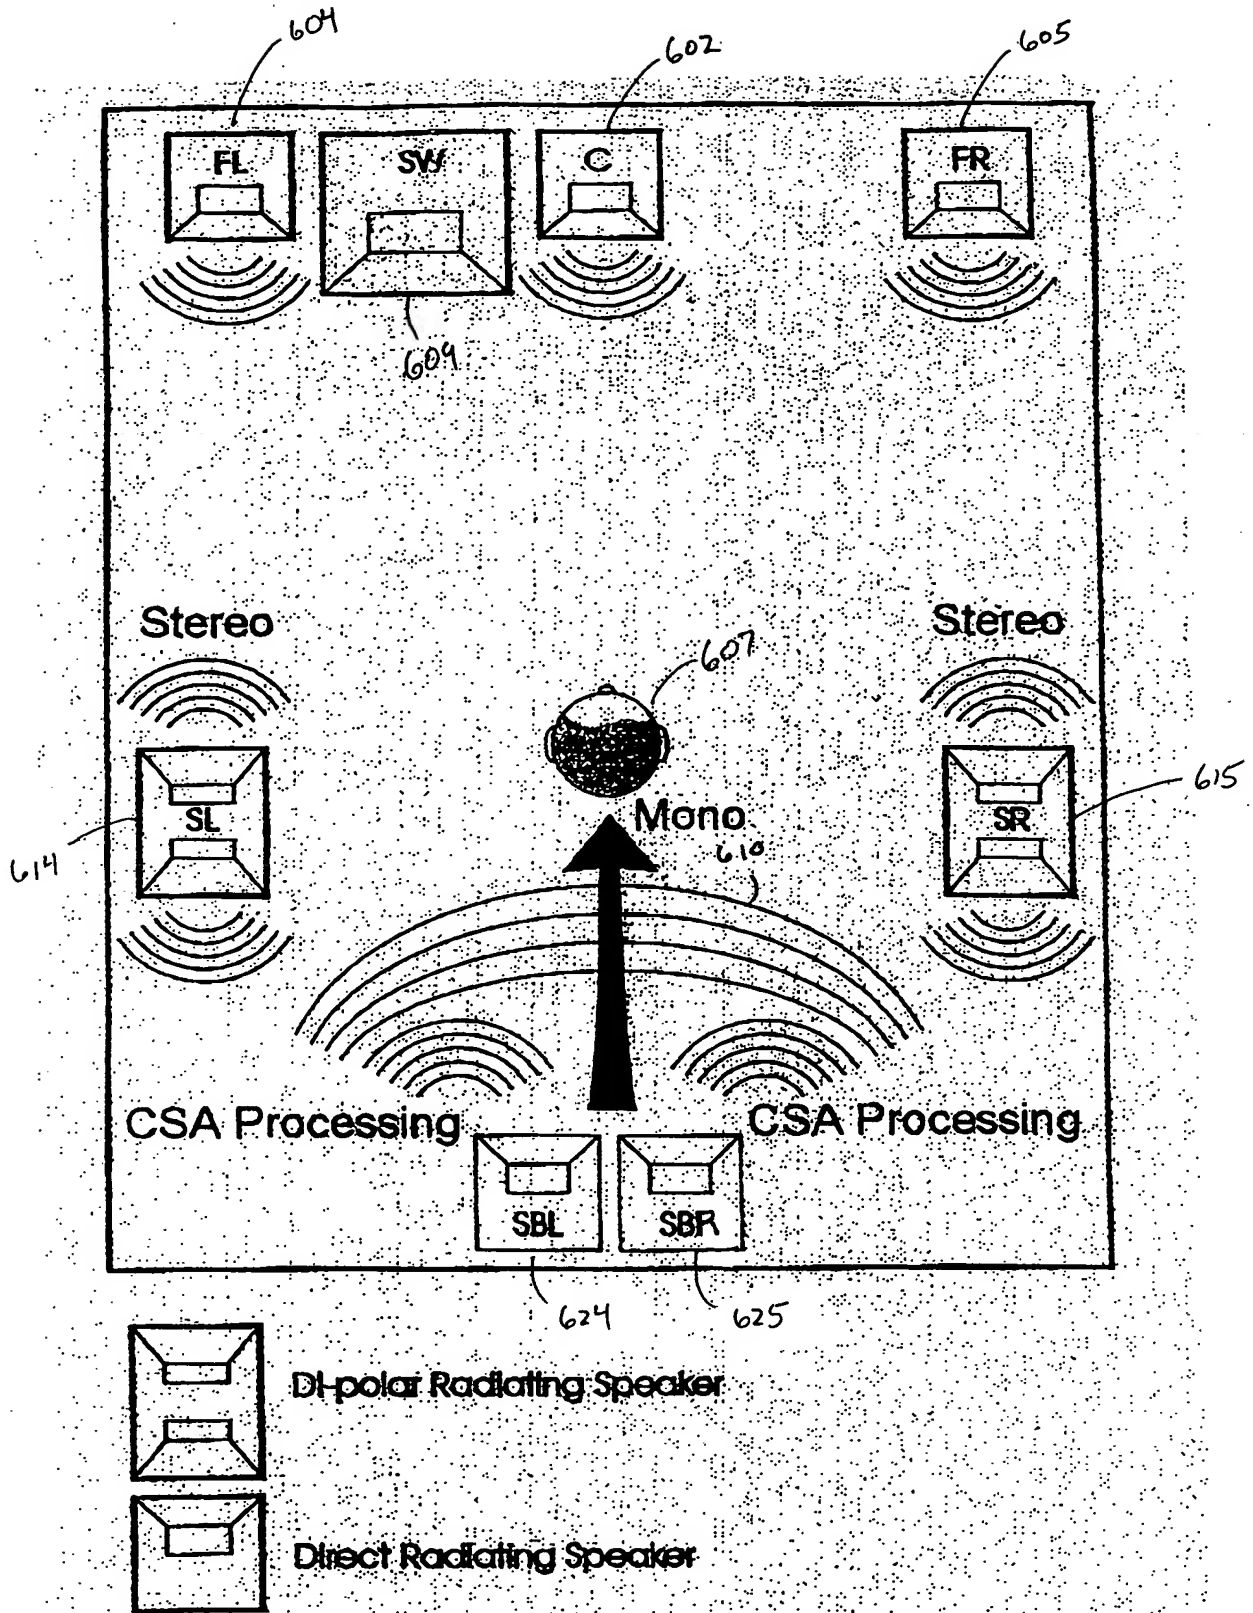 604
602
605
FL
SW
C
FR
609
Stereo
Stereo
607
SL
Mono
SR
615
614
610
CSA Processing
CSA Processing
SBL
SBR
624
625
Di-polar Radiating Speaker
Direct Radiating Speaker